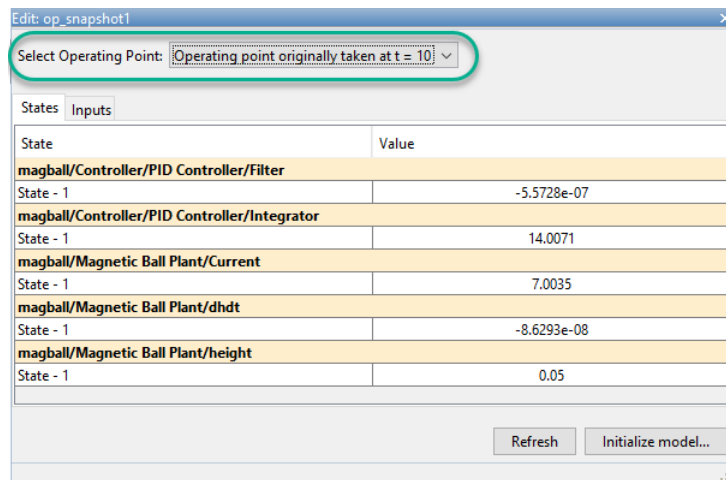 Edit: op_snapshot1
Select Operating Point: Operating point originally taken at t = 10
States Inputs
State Value
magball/Controller/PID Controller/Filter
State - 1 -5.5728e-07
magball/Controller/PID Controller/Integrator
State - 1 14.0071
magball/Magnetic Ball Plant/Current
State - 1 7.0035
magball/Magnetic Ball Plant/dhdt
State - 1 -8.6293e-08
magball/Magnetic Ball Plant/height
State - 1 0.05
Refresh Initialize model...